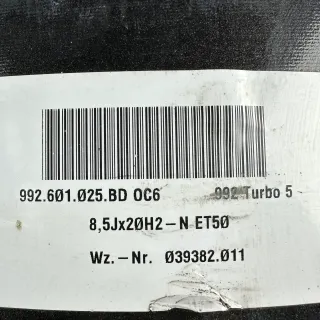 992.601.025.BD OC6 992 Turbo 5
8,5Jx20H2-N ET50
Wz.-Nr. 039382.011